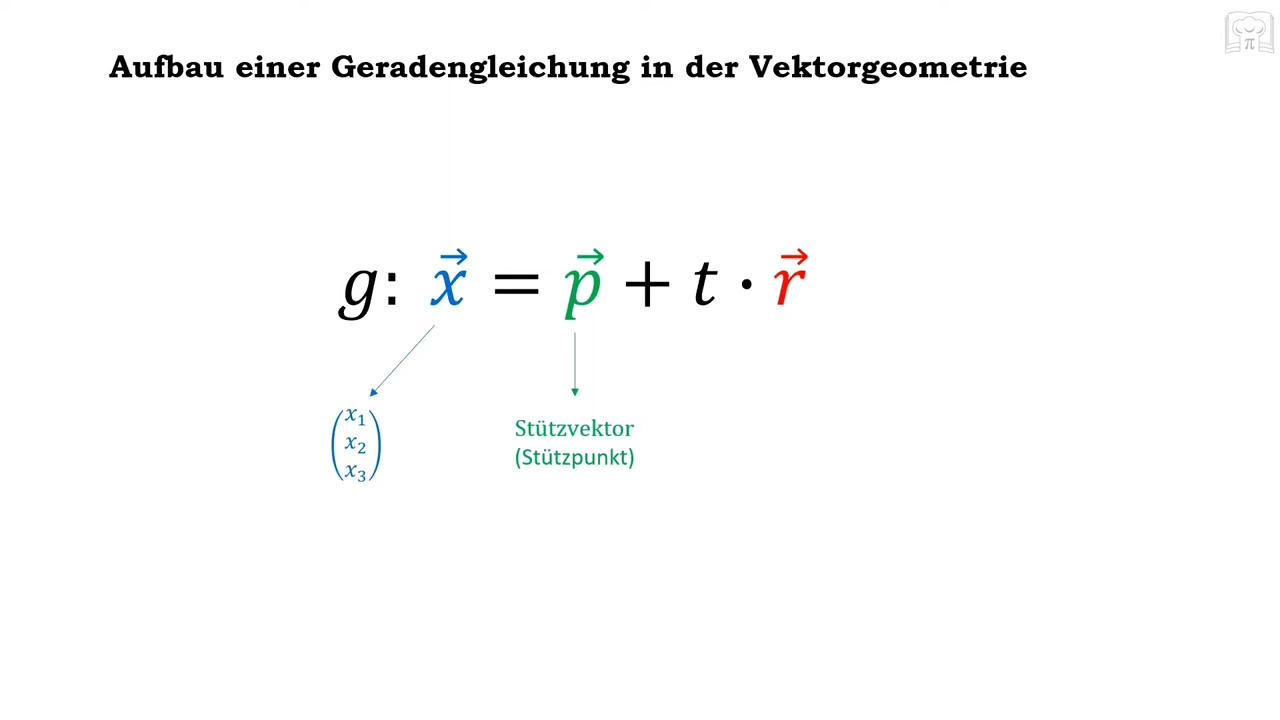 Aufbau einer Geradengleichung in der Vektorgeometrie
g: x⃗ = p⃗ + t · r⃗
x₁
x₂
x₃
Stützvektor
(Stützpunkt)
π